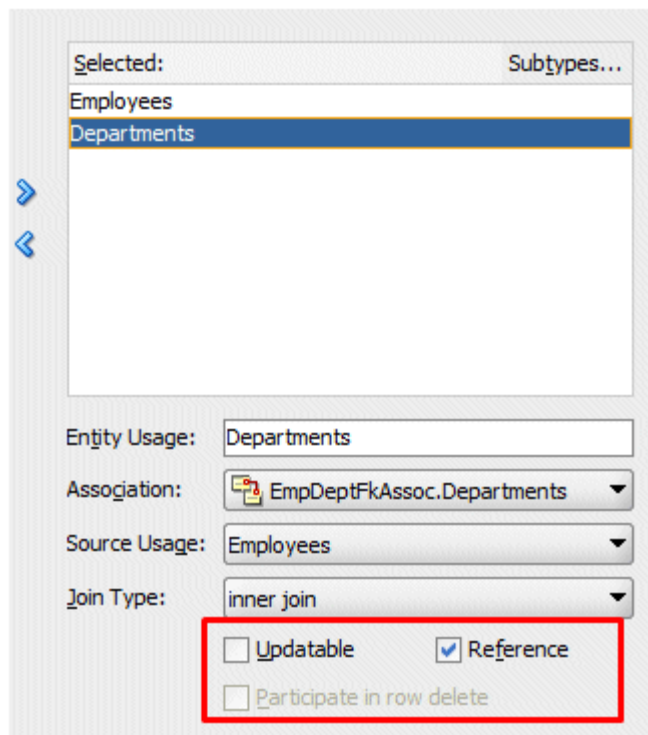 Selected: Subtypes...
Employees
Departments
Entity Usage: Departments
Association: EmpDeptFkAssoc.Departments
Source Usage: Employees
Join Type: inner join
Updatable Reference
Participate in row delete